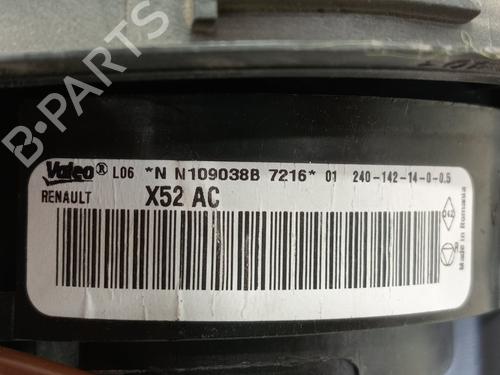 B-PARTS
Valeo® L06 *N N109038B 7216* 01 240-142-14-0-0.5
RENAULT X52 AC
Made in Romania